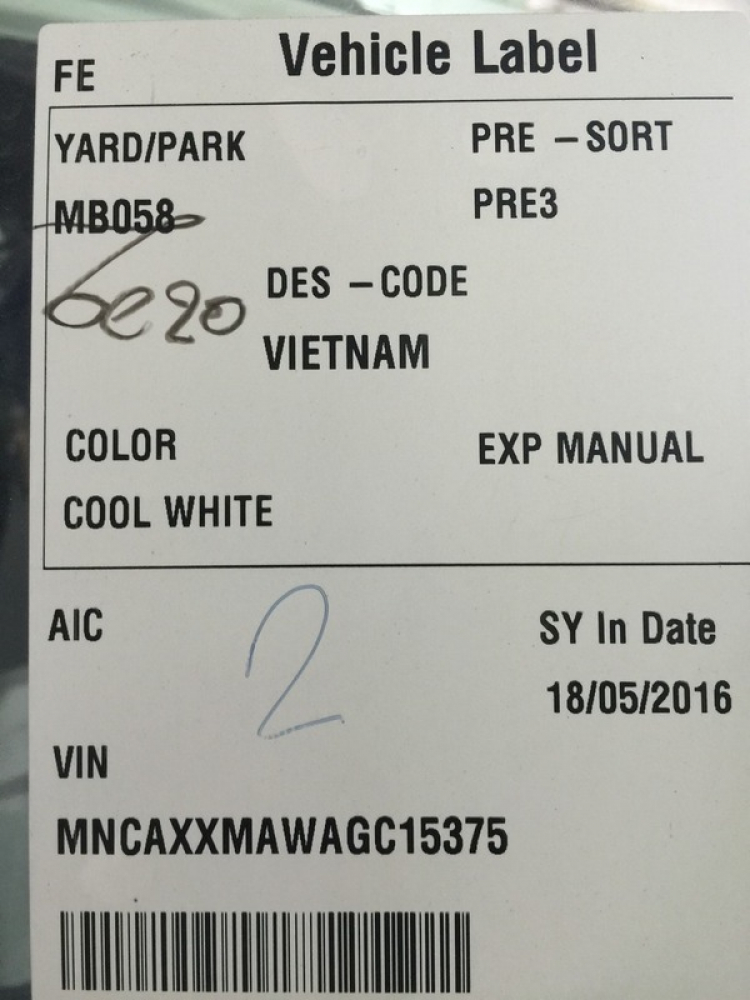 FE Vehicle Label
YARD/PARK PRE – SORT
MB058 PRE3
6e20 DES – CODE
VIETNAM
COLOR EXP MANUAL
COOL WHITE
AIC 2 SY In Date
18/05/2016
VIN
MNCAXXMAWAGC15375